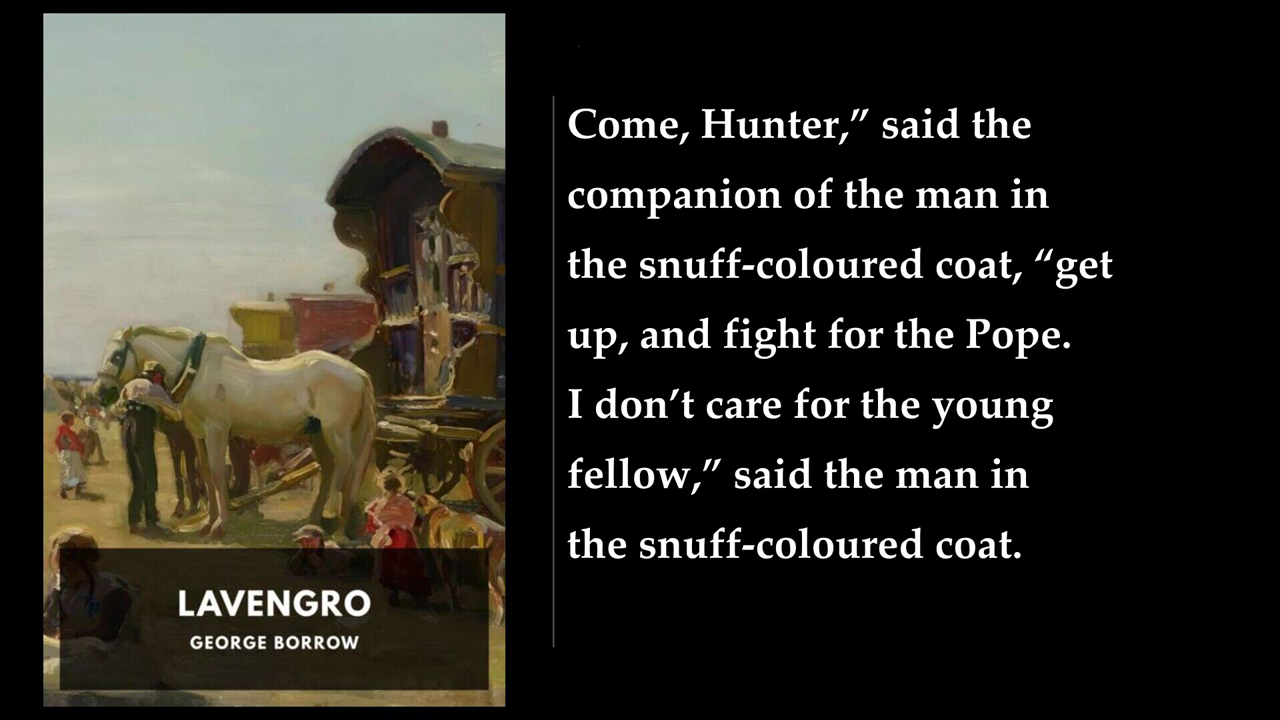 LAVENGRO
GEORGE BORROW
Come, Hunter,” said the
companion of the man in
the snuff-coloured coat, “get
up, and fight for the Pope.
I don’t care for the young
fellow,” said the man in
the snuff-coloured coat.